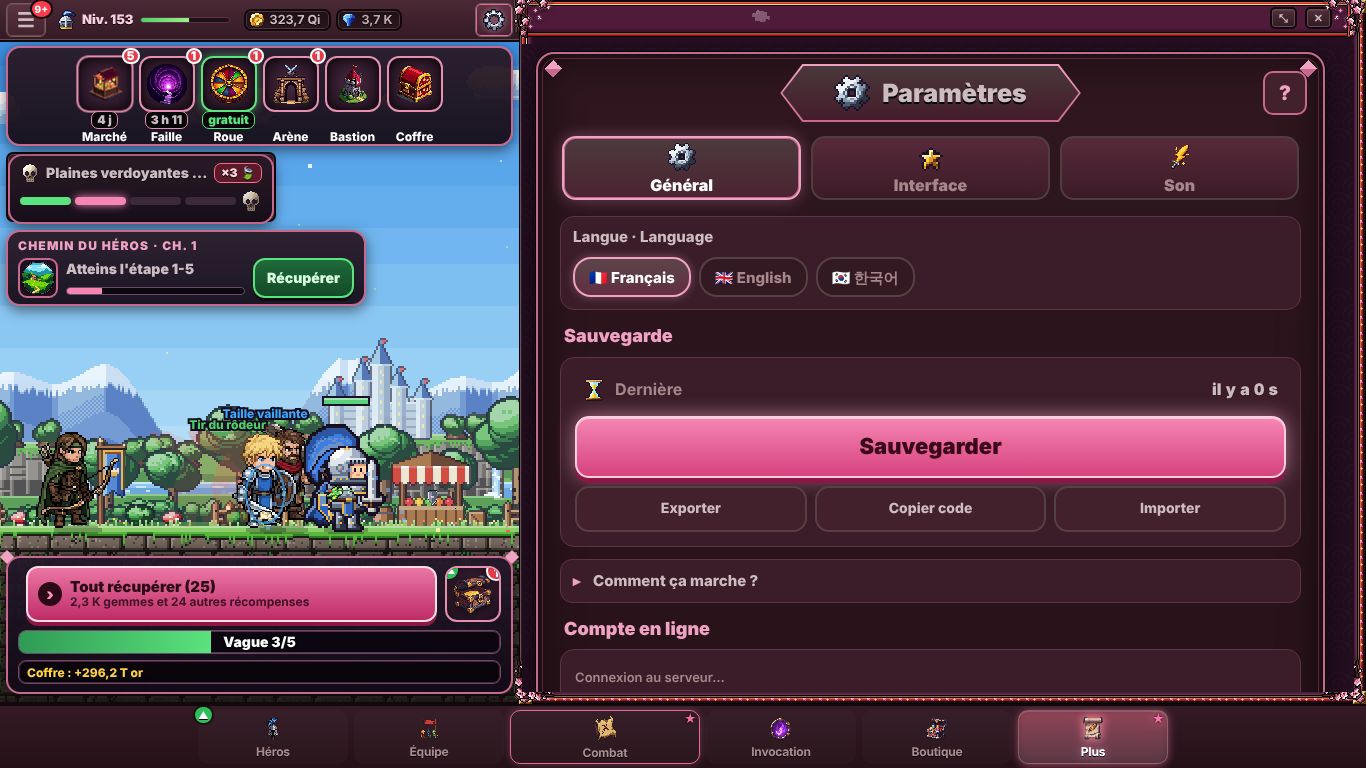 9+
Niv. 153
323,7 Qi
3,7 K
5
1
1
1
4 j
3 h 11
gratuit
Marché
Faille
Roue
Arène
Bastion
Coffre
Plaines verdoyantes ...
×3
CHEMIN DU HÉROS · CH. 1
Atteins l'étape 1-5
Récupérer
Taille vaillante
Tir du rôdeur
Tout récupérer (25)
2,3 K gemmes et 24 autres récompenses
Vague 3/5
Coffre : +296,2 T or
Paramètres
?
Général
Interface
Son
Langue · Language
🇫🇷 Français
🇬🇧 English
🇰🇷 한국어
Sauvegarde
Dernière
il y a 0 s
Sauvegarder
Exporter
Copier code
Importer
Comment ça marche ?
Compte en ligne
Connexion au serveur...
Héros
Équipe
Combat
Invocation
Boutique
Plus